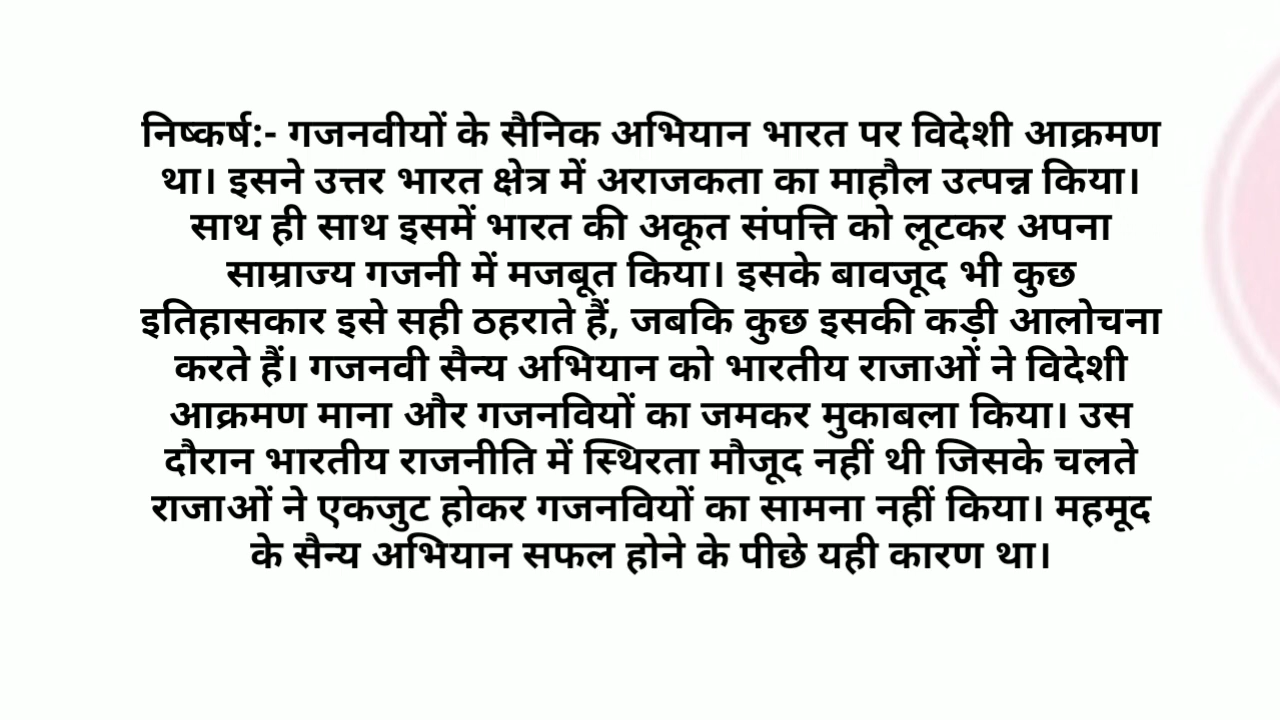 निष्कर्ष:- गजनवीयों के सैनिक अभियान भारत पर विदेशी आक्रमण
था। इसने उत्तर भारत क्षेत्र में अराजकता का माहौल उत्पन्न किया।
साथ ही साथ इसमें भारत की अकूत संपत्ति को लूटकर अपना
साम्राज्य गजनी में मजबूत किया। इसके बावजूद भी कुछ
इतिहासकार इसे सही ठहराते हैं, जबकि कुछ इसकी कड़ी आलोचना
करते हैं। गजनवी सैन्य अभियान को भारतीय राजाओं ने विदेशी
आक्रमण माना और गजनवियों का जमकर मुकाबला किया। उस
दौरान भारतीय राजनीति में स्थिरता मौजूद नहीं थी जिसके चलते
राजाओं ने एकजुट होकर गजनवियों का सामना नहीं किया। महमूद
के सैन्य अभियान सफल होने के पीछे यही कारण था।